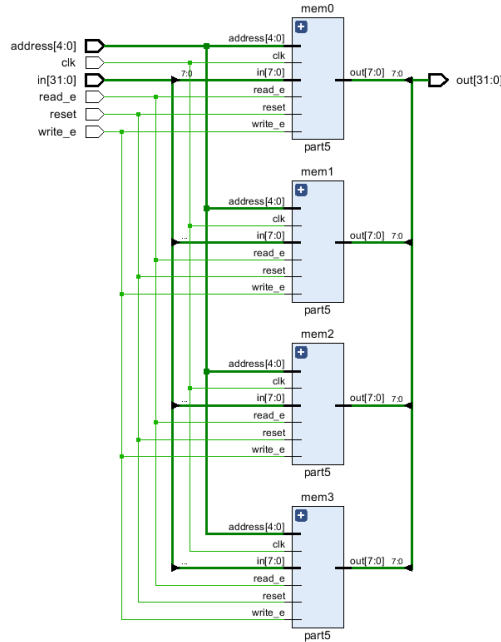 mem0
address[4:0]
clk
in[31:0]
read_e
reset
write_e
address[4:0]
clk
7:0
in[7:0]
read_e
reset
write_e
out[7:0]
7:0
out[31:0]
part5
mem1
address[4:0]
clk
...
in[7:0]
read_e
reset
write_e
out[7:0]
7:0
part5
mem2
address[4:0]
clk
...
in[7:0]
read_e
reset
write_e
out[7:0]
7:0
part5
mem3
address[4:0]
clk
...
in[7:0]
read_e
reset
write_e
out[7:0]
7:0
part5